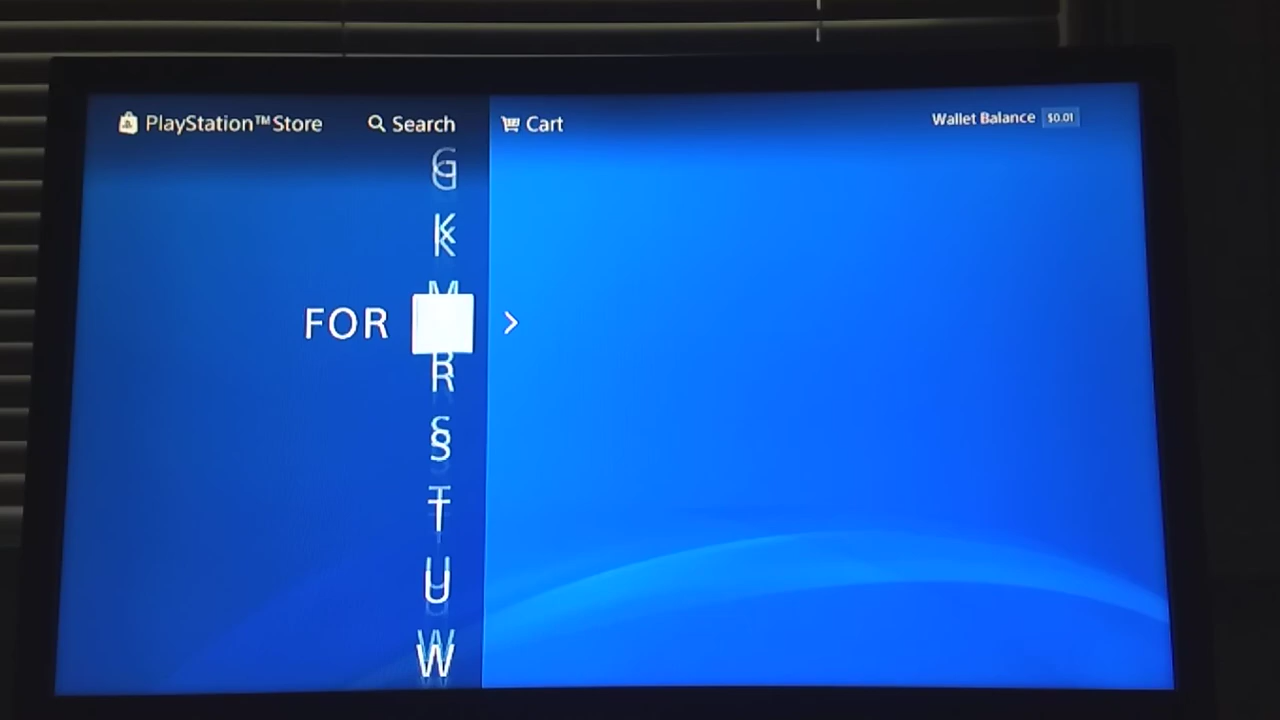 PlayStation™Store
Search
Cart
Wallet Balance $0.01
G
K
M
FOR
R
S
T
U
W